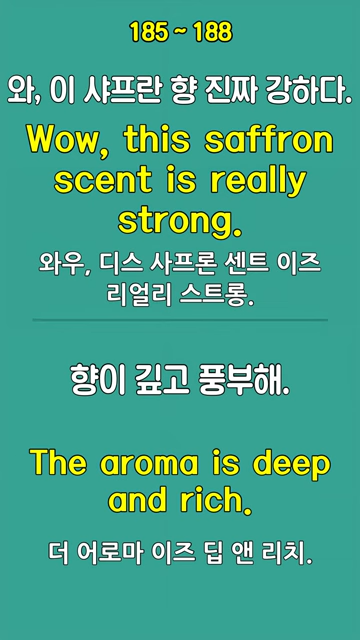 185 ~ 188
와, 이 샤프란 향 진짜 강하다.
Wow, this saffron
scent is really
strong.
와우, 디스 사프론 센트 이즈
리얼리 스트롱.
향이 깊고 풍부해.
The aroma is deep
and rich.
더 어로마 이즈 딥 앤 리치.